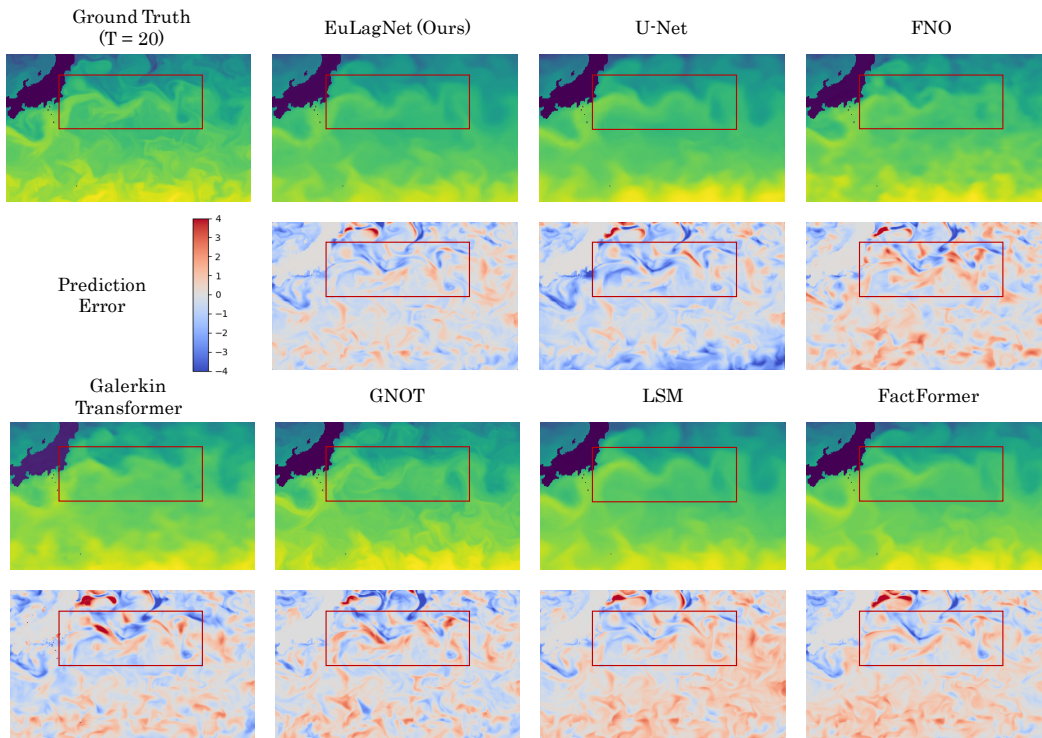 Ground Truth
(T = 20)
EuLagNet (Ours)
U-Net
FNO
Prediction
Error
4
3
2
1
0
−1
−2
−3
−4
Galerkin
Transformer
GNOT
LSM
FactFormer